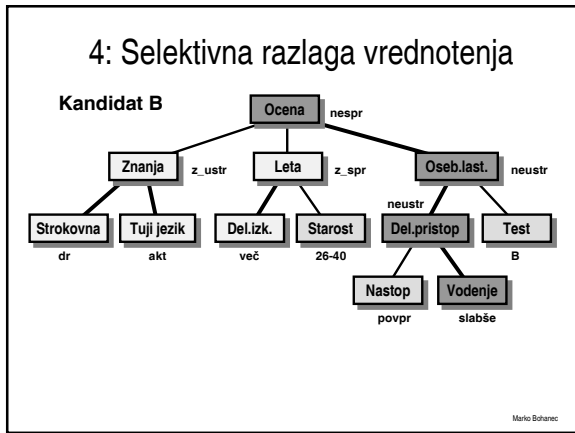 4: Selektivna razlaga vrednotenja
Kandidat B
Ocena nespr
Znanja z_ustr Leta z_spr Oseb.last. neustr
neustr
Strokovna Tuji jezik Del.izk. Starost Del.pristop Test
dr akt več 26-40 B
Nastop Vodenje
povpr slabše
Marko Bohanec